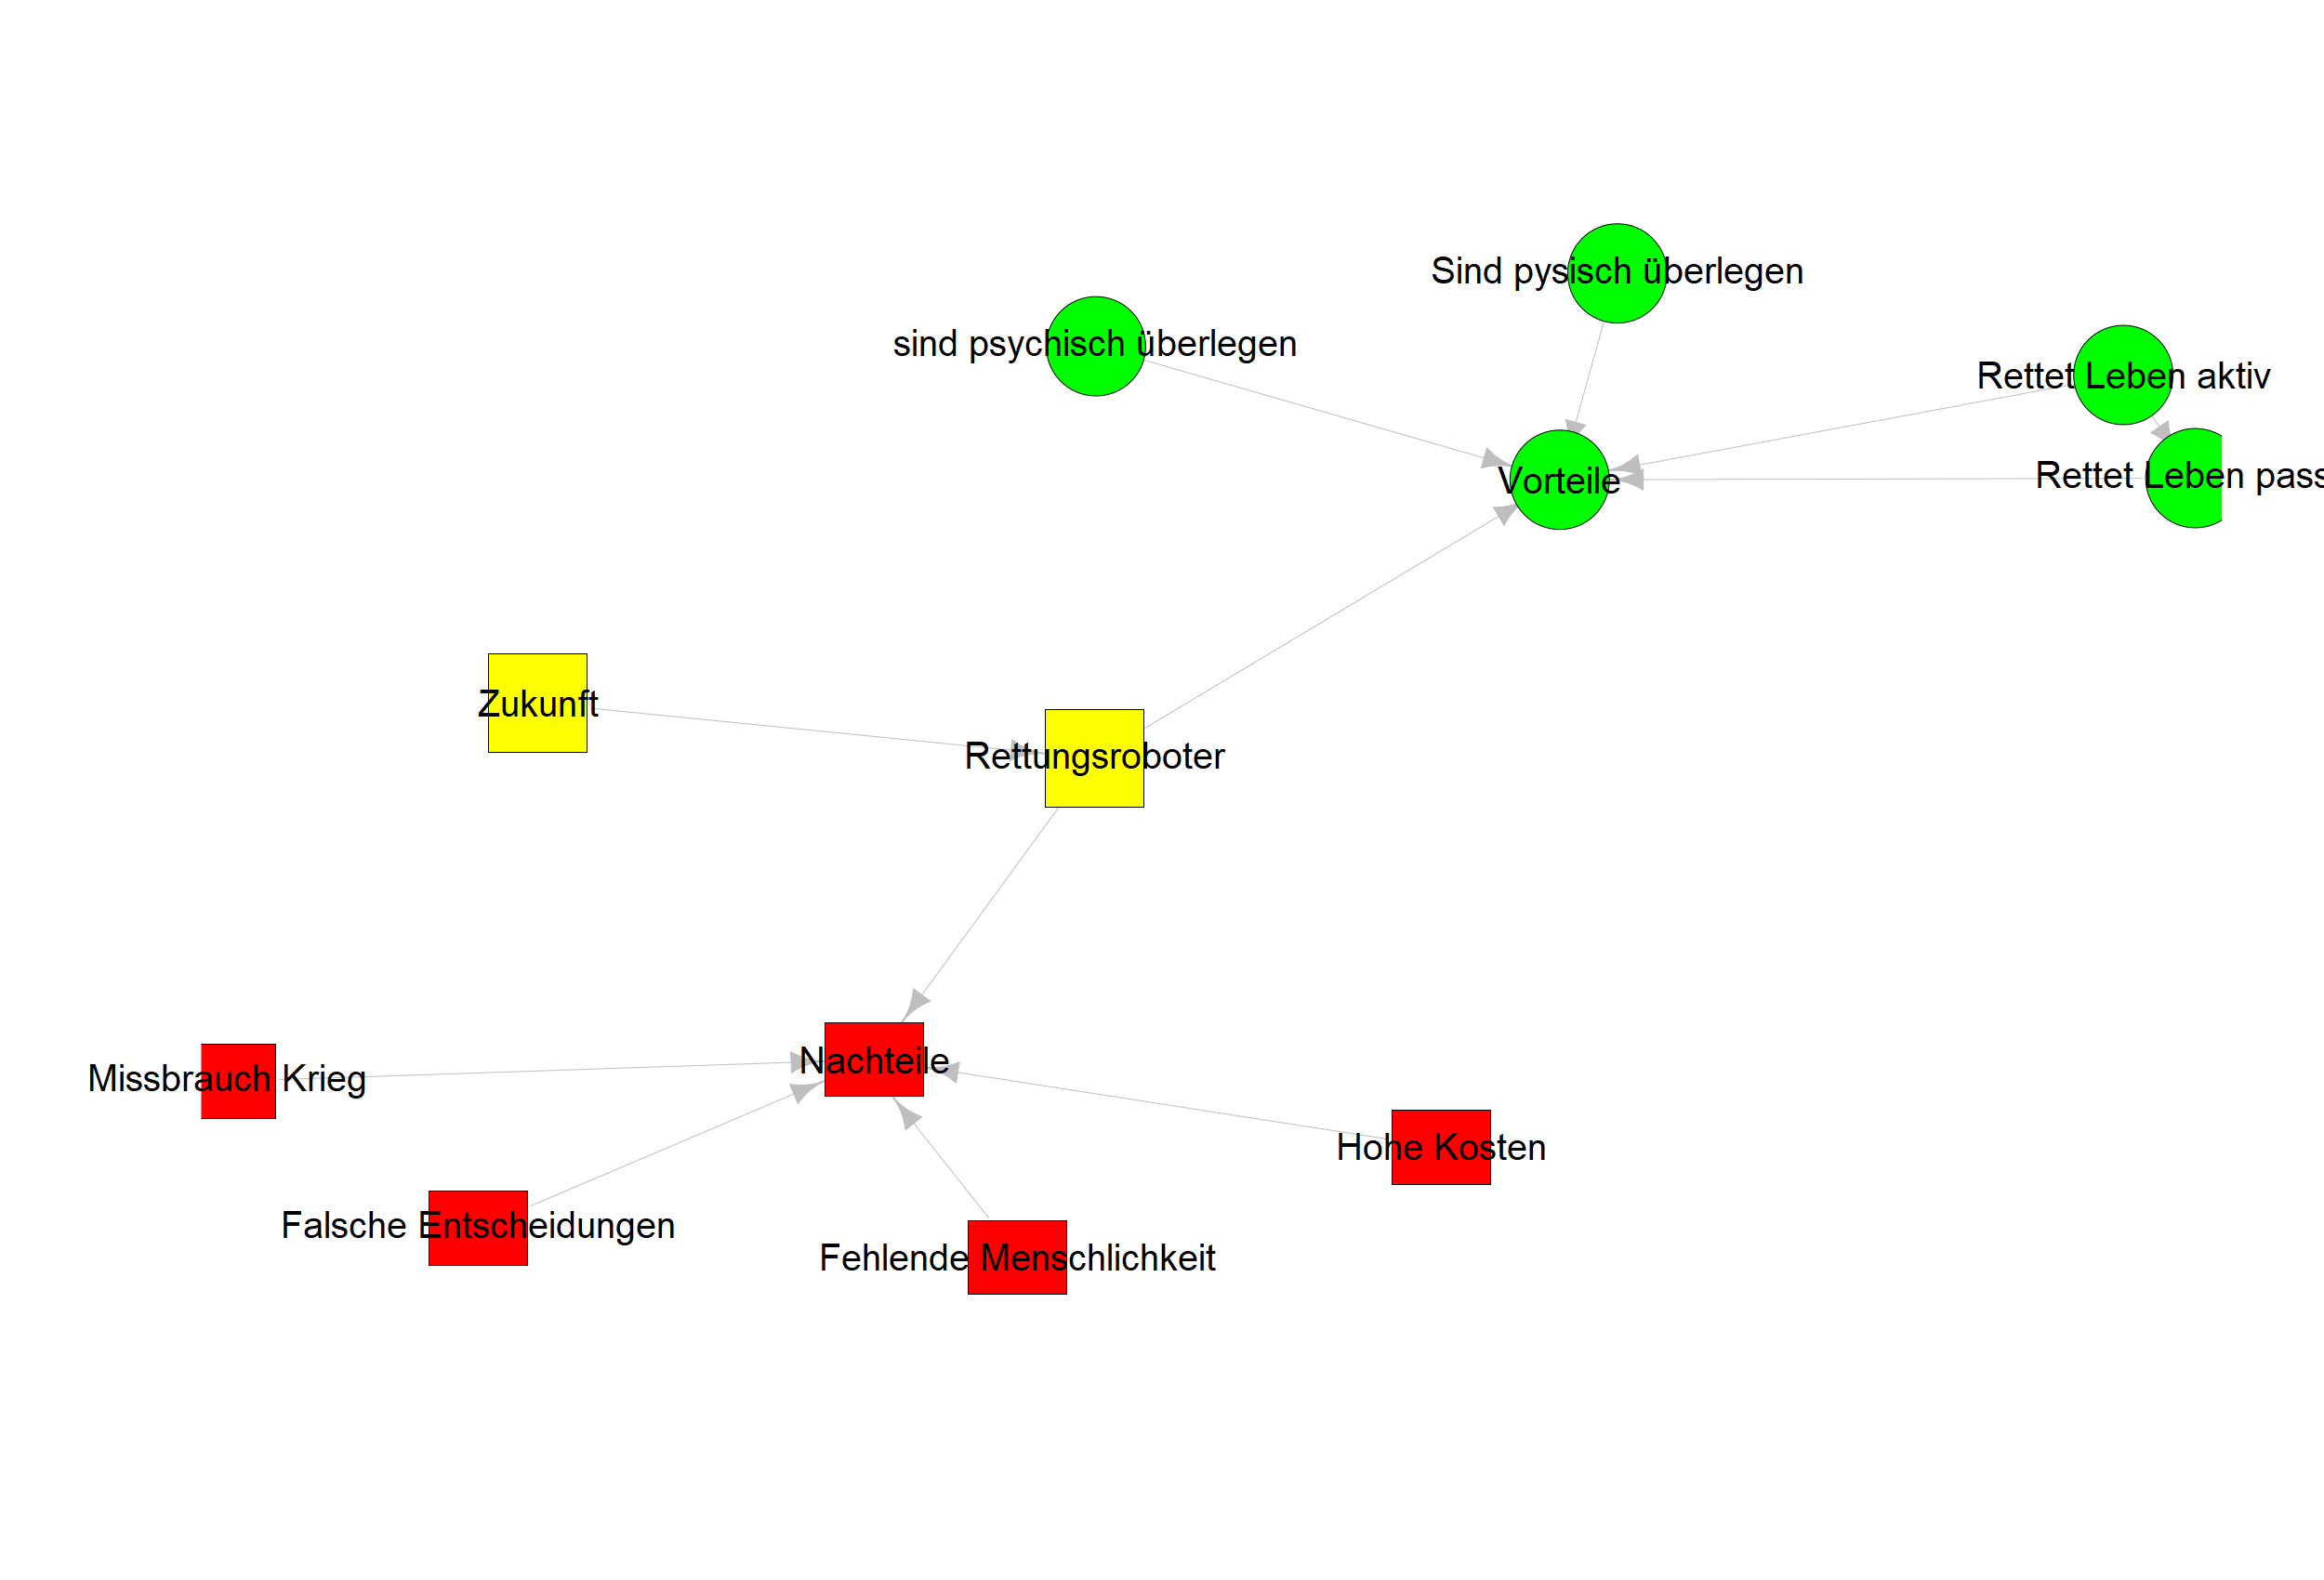 Sind pysisch überlegen
sind psychisch überlegen
Rettet Leben aktiv
Rettet Leben pass
Vorteile
Zukunft
Rettungsroboter
Nachteile
Missbrauch Krieg
Hohe Kosten
Falsche Entscheidungen
Fehlende Menschlichkeit